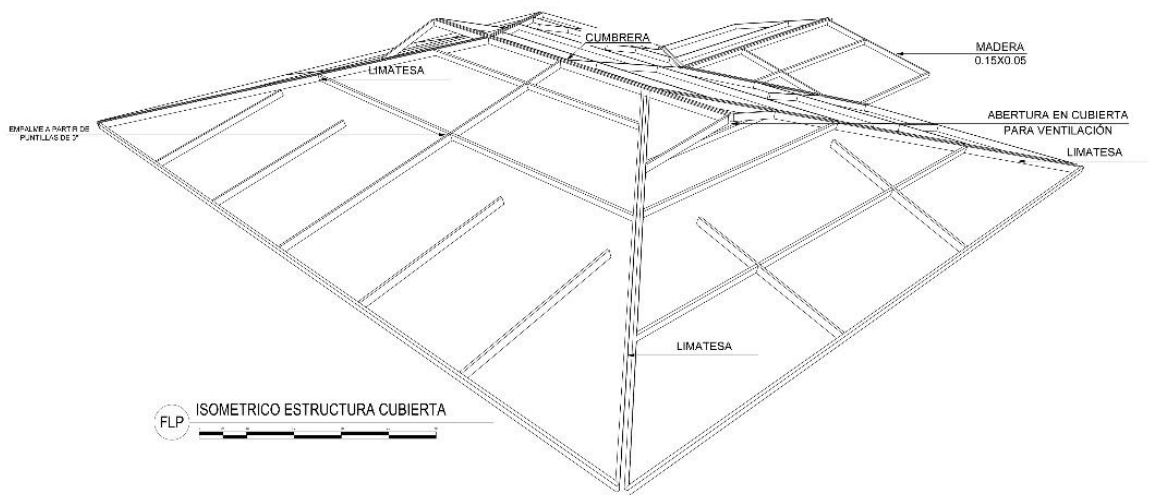 CUMBRERA
MADERA
0.15X0.05
LIMATESA
ABERTURA EN CUBIERTA
PARA VENTILACIÓN
EMPALME A PARTIR DE
PUNTILLAS DE 3"
LIMATESA
LIMATESA
FLP
ISOMETRICO ESTRUCTURA CUBIERTA